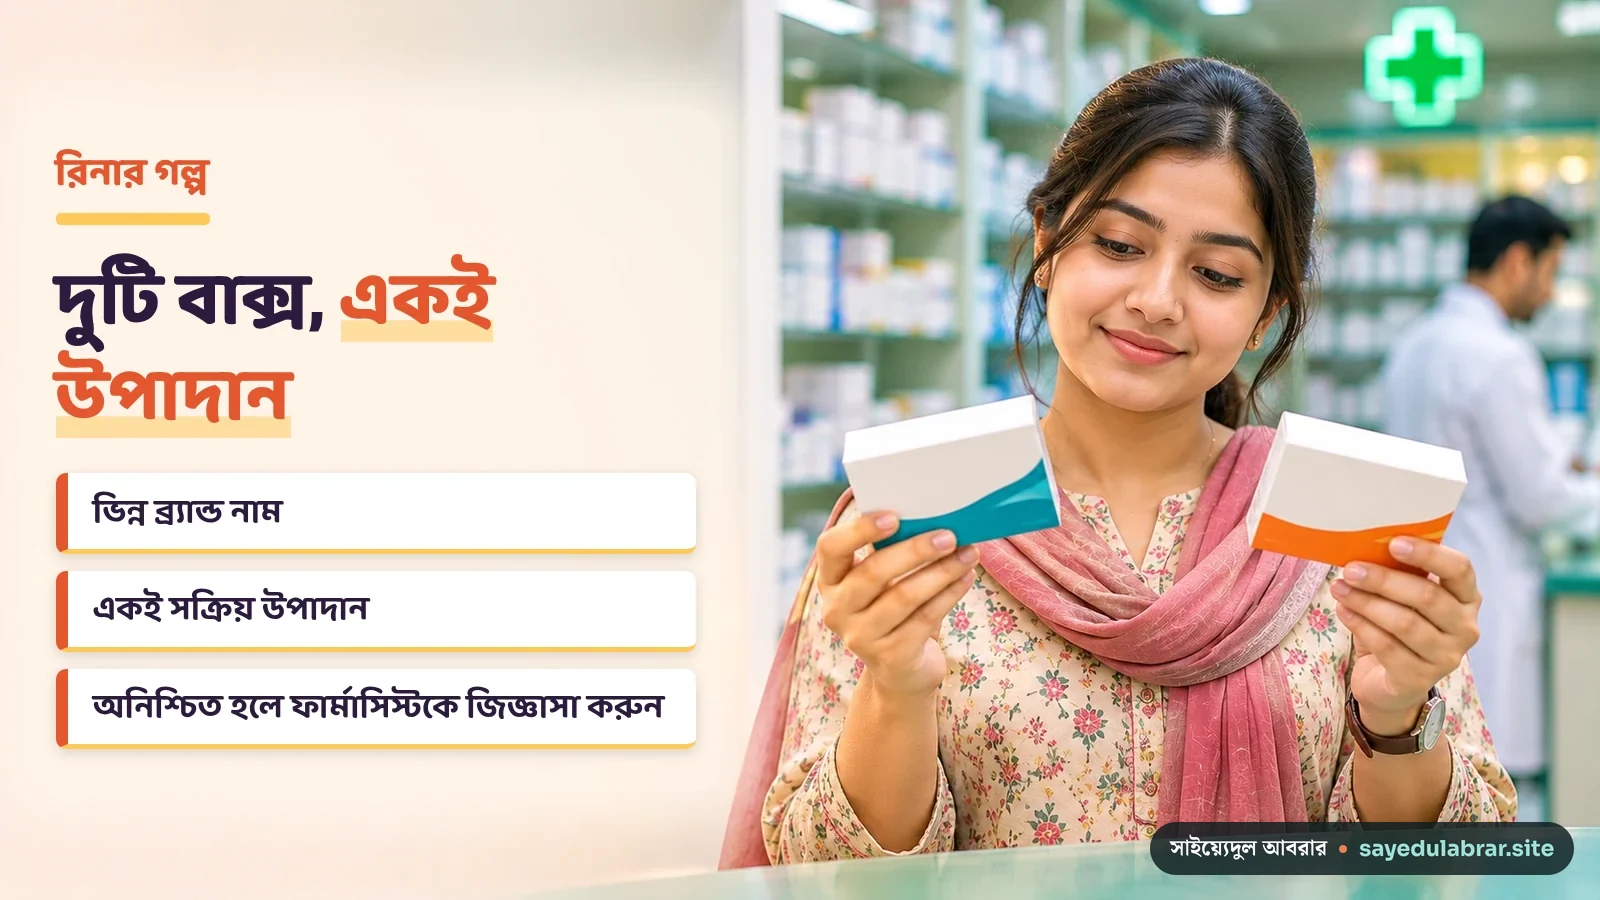 রিনার গল্প
দুটি বাক্স, একই
উপাদান
ভিন্ন ব্র্যান্ড নাম
একই সক্রিয় উপাদান
অনিশ্চিত হলে ফার্মাসিস্টকে জিজ্ঞাসা করুন
সাইয়্যেদুল আবরার • sayedulabrar.site